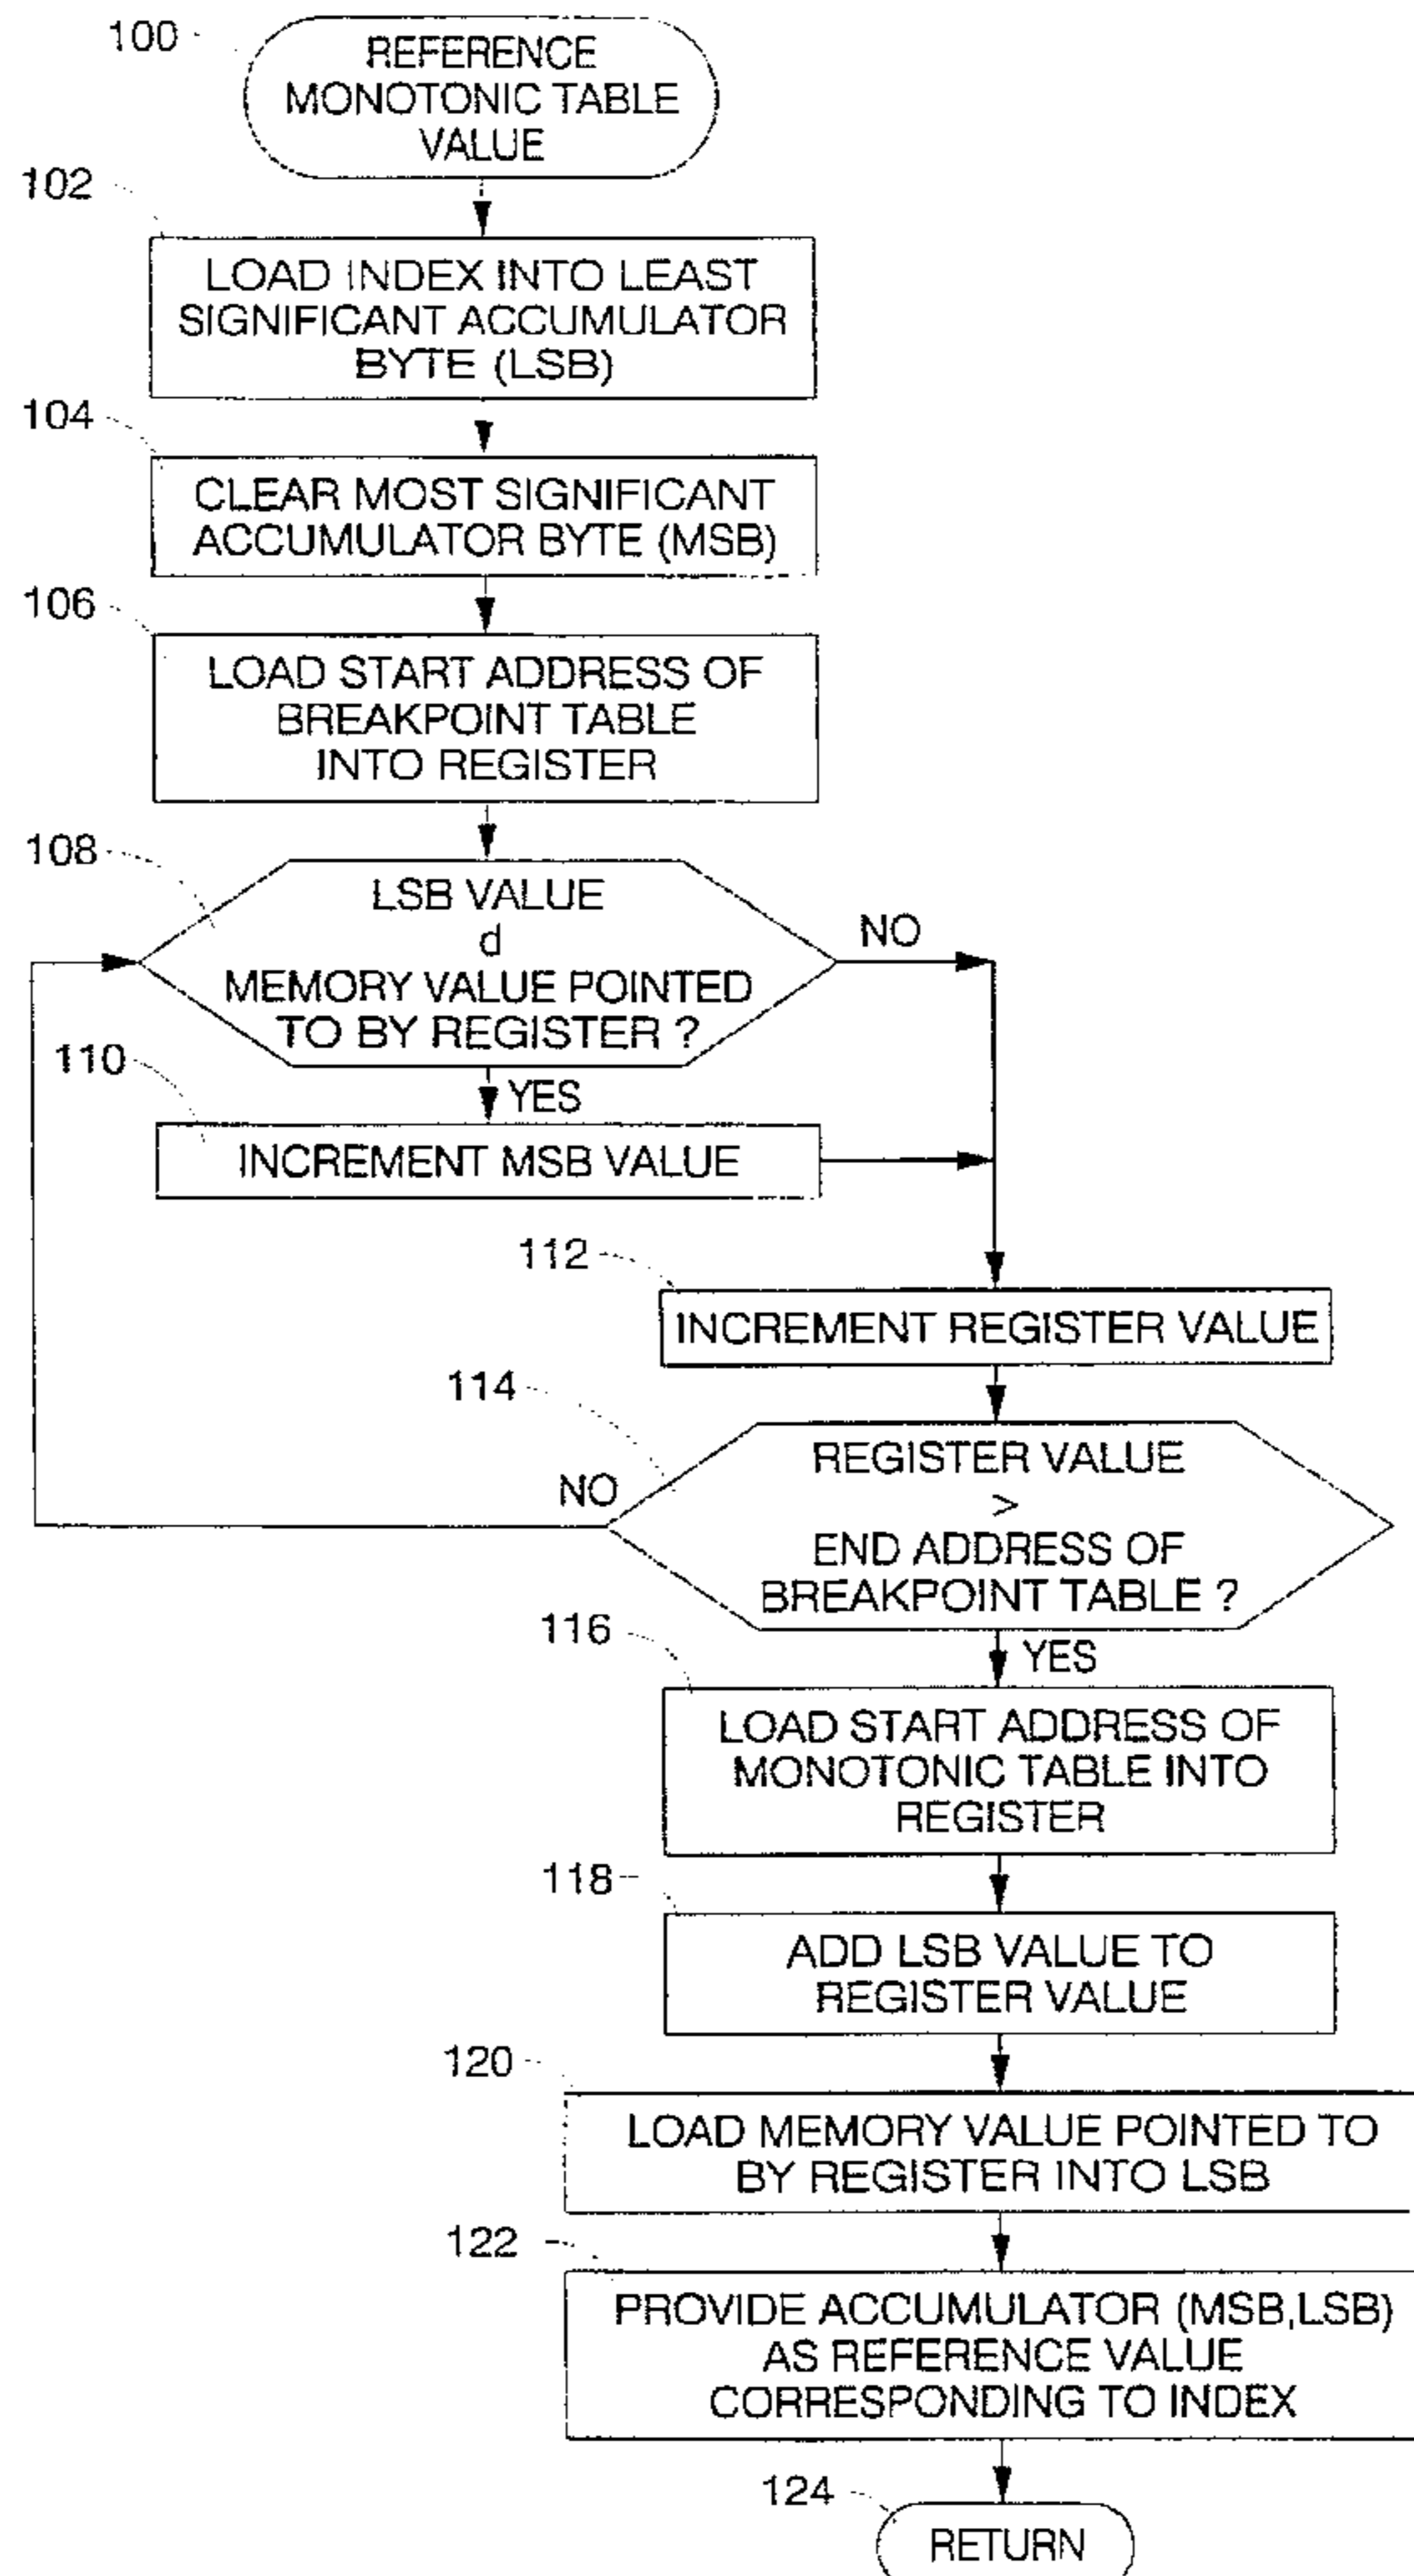 100
REFERENCE
MONOTONIC TABLE
VALUE
102
LOAD INDEX INTO LEAST
SIGNIFICANT ACCUMULATOR
BYTE (LSB)
104
CLEAR MOST SIGNIFICANT
ACCUMULATOR BYTE (MSB)
106
LOAD START ADDRESS OF
BREAKPOINT TABLE
INTO REGISTER
108
LSB VALUE
d
MEMORY VALUE POINTED
TO BY REGISTER ?
NO
YES
110
INCREMENT MSB VALUE
112
INCREMENT REGISTER VALUE
114
REGISTER VALUE
>
END ADDRESS OF
BREAKPOINT TABLE ?
NO
YES
116
LOAD START ADDRESS OF
MONOTONIC TABLE INTO
REGISTER
118
ADD LSB VALUE TO
REGISTER VALUE
120
LOAD MEMORY VALUE POINTED TO
BY REGISTER INTO LSB
122
PROVIDE ACCUMULATOR (MSB,LSB)
AS REFERENCE VALUE
CORRESPONDING TO INDEX
124
RETURN